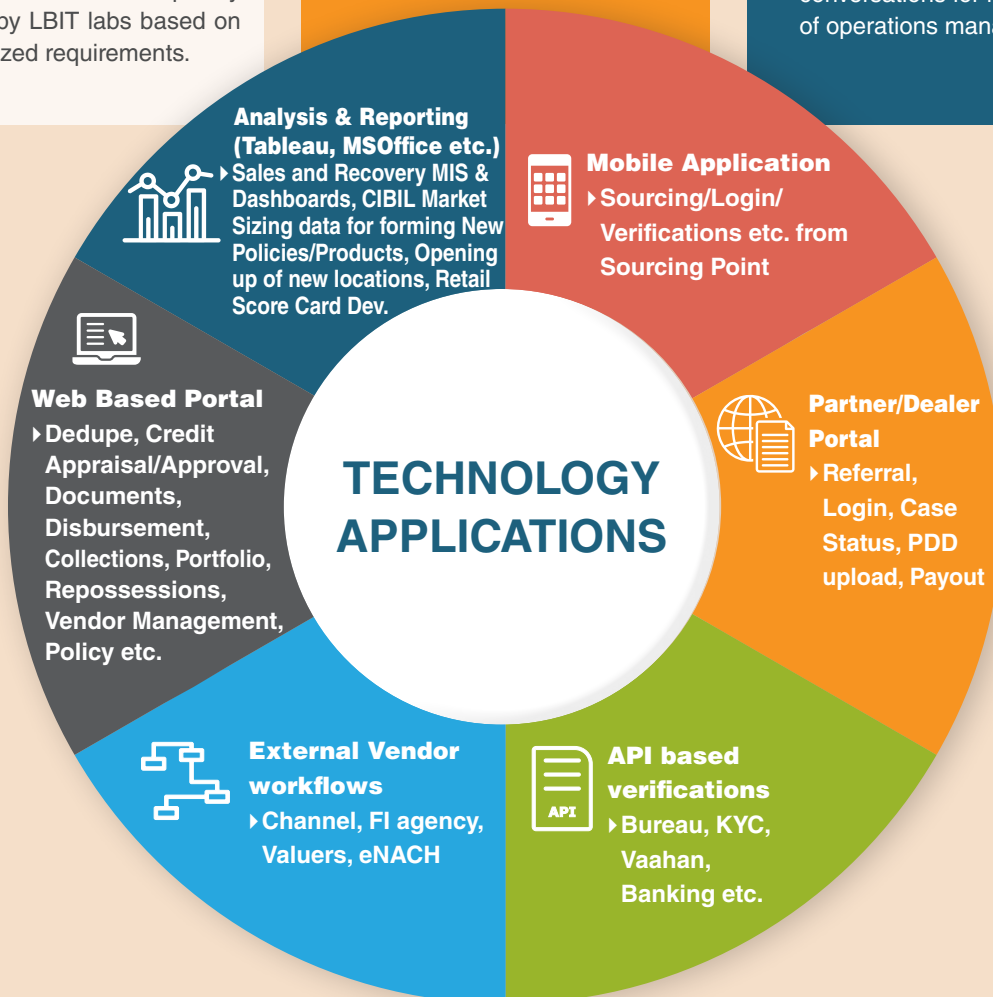 by LBIT labs based on
zed requirements.
of operations mana
Analysis & Reporting
(Tableau, MSOffice etc.)
Sales and Recovery MIS &
Dashboards, CIBIL Market
Sizing data for forming New
Policies/Products, Opening
up of new locations, Retail
Score Card Dev.
Mobile Application
Sourcing/Login/
Verifications etc. from
Sourcing Point
Partner/Dealer
Portal
Referral,
Login, Case
Status, PDD
upload, Payout
API based
verifications
Bureau, KYC,
Vaahan,
Banking etc.
API
External Vendor
workflows
Channel, FI agency,
Valuers, eNACH
Web Based Portal
Dedupe, Credit
Appraisal/Approval,
Documents,
Disbursement,
Collections, Portfolio,
Repossessions,
Vendor Management,
Policy etc.
TECHNOLOGY
APPLICATIONS